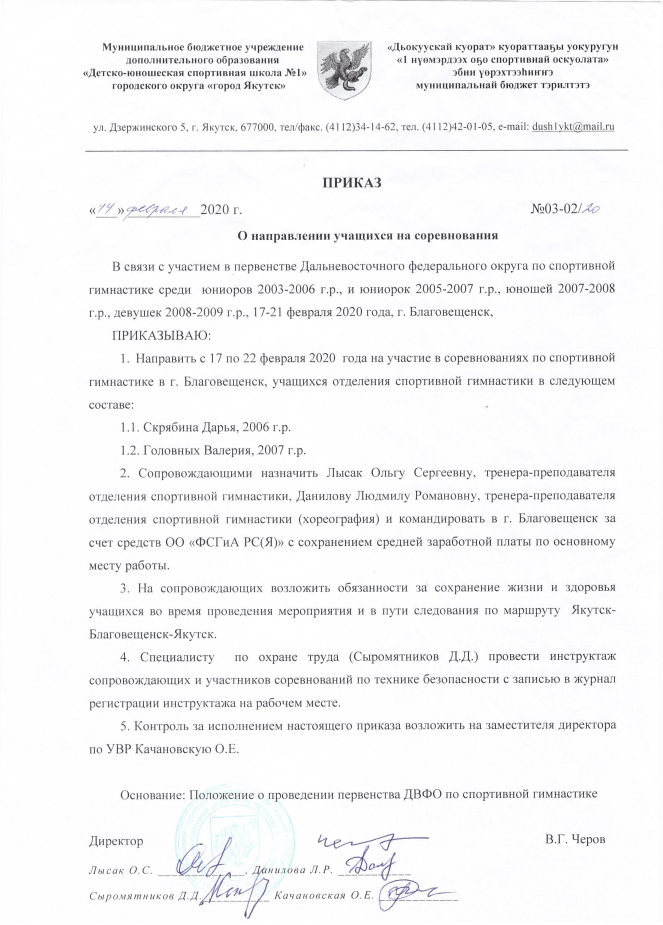 Муниципальное бюджетное учреждение
дополнительного образования
«Детско-юношеская спортивная школа №1»
городского округа «город Якутск»
«Дьокуускай куорат» куораттааҕы уокуругун
«1 нүөмэрдээх оҕо спортивнай оскуолата»
эбии үөрэхтээһиҥҥэ
муниципальнай бюджет тэрилтэтэ
ул. Дзержинского 5, г. Якутск, 677000, тел/факс. (4112)34-14-62, тел. (4112)42-01-05, e-mail: dush1ykt@mail.ru
ПРИКАЗ
«14» февраля 2020 г. №03-02/20
О направлении учащихся на соревнования
В связи с участием в первенстве Дальневосточного федерального округа по спортивной
гимнастике среди юниоров 2003-2006 г.р., и юниорок 2005-2007 г.р., юношей 2007-2008
г.р., девушек 2008-2009 г.р., 17-21 февраля 2020 года, г. Благовещенск,
ПРИКАЗЫВАЮ:
1. Направить с 17 по 22 февраля 2020 года на участие в соревнованиях по спортивной
гимнастике в г. Благовещенск, учащихся отделения спортивной гимнастики в следующем
составе:
1.1. Скрябина Дарья, 2006 г.р.
1.2. Головных Валерия, 2007 г.р.
2. Сопровождающими назначить Лысак Ольгу Сергеевну, тренера-преподавателя
отделения спортивной гимнастики, Данилову Людмилу Романовну, тренера-преподавателя
отделения спортивной гимнастики (хореография) и командировать в г. Благовещенск за
счет средств ОО «ФСГиА РС(Я)» с сохранением средней заработной платы по основному
месту работы.
3. На сопровождающих возложить обязанности за сохранение жизни и здоровья
учащихся во время проведения мероприятия и в пути следования по маршруту Якутск-
Благовещенск-Якутск.
4. Специалисту по охране труда (Сыромятников Д.Д.) провести инструктаж
сопровождающих и участников соревнований по технике безопасности с записью в журнал
регистрации инструктажа на рабочем месте.
5. Контроль за исполнением настоящего приказа возложить на заместителя директора
по УВР Качановскую О.Е.
Основание: Положение о проведении первенства ДВФО по спортивной гимнастике
Директор В.Г. Черов
Лысак О.С. ____________, Данилова Л.Р. __________
Сыромятников Д.Д. __________ Качановская О.Е. ____________